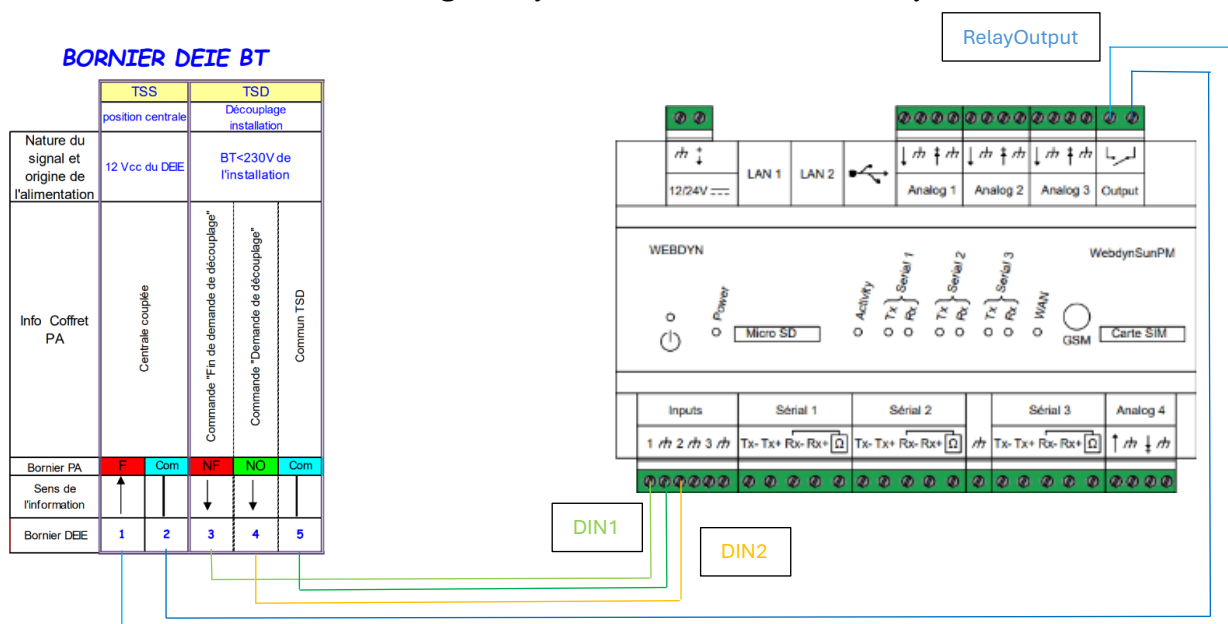 RelayOutput
BORNIER DEIE BT
TSS TSD
position centrale
Découplage
installation
Nature du
signal et
origine de
l'alimentation
12 Vcc du DEIE
BT<230V de
l'installation
Info Coffret
PA
Centrale couplée
Commande "Fin de demande de découplage"
Commande "Demande de découplage"
Commun TSD
Bornier PA F Com NF NO Com
Sens de
l'information
Bornier DEIE 1 2 3 4 5
12/24V LAN 1 LAN 2 Analog 1 Analog 2 Analog 3 Output
WEBDYN WebdynSunPM
Power Activity Serial 1 Serial 2 Serial 3 WAN
Tx Rx Tx Rx Tx Rx
Micro SD GSM Carte SIM
Inputs Sérial 1 Sérial 2 Sérial 3 Analog 4
1 2 3 Tx- Tx+ Rx- Rx+ Ω Tx- Tx+ Rx- Rx+ Ω Tx- Tx+ Rx- Rx+ Ω
DIN1
DIN2